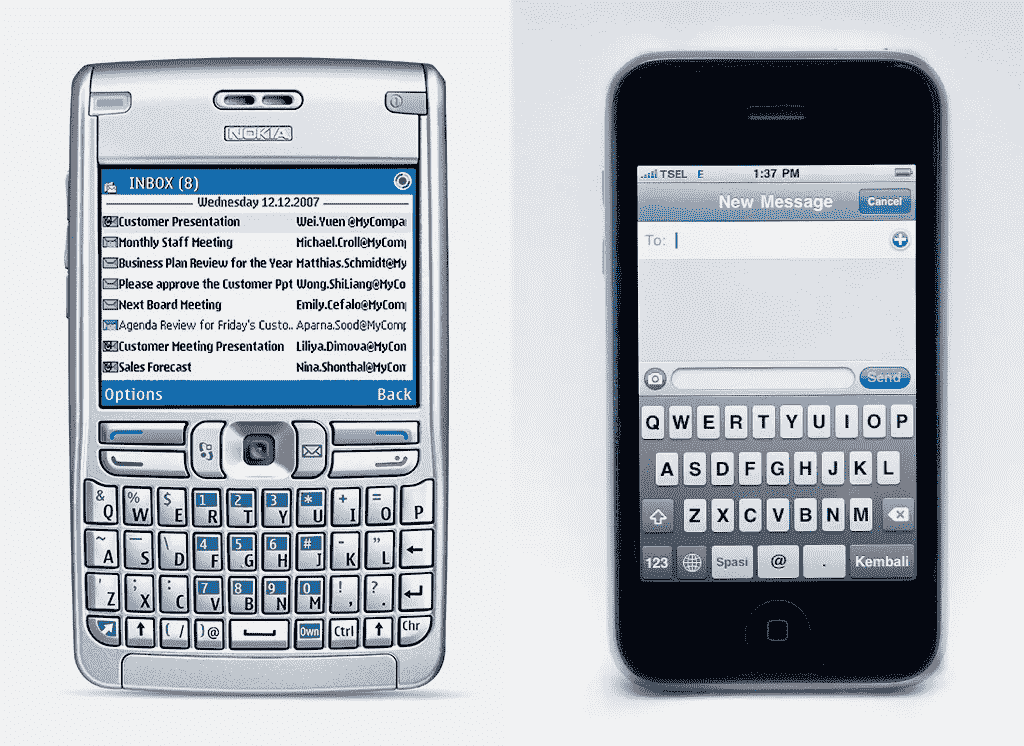 NOKIA
INBOX (8)
Wednesday 12.12.2007
Customer Presentation Wei.Yuen @MyCompa
Monthly Staff Meeting Michael.Croll@MyComp
Business Plan Review for the Year Matthias.Schmidt@My
Please approve the Customer Ppt Wong.ShiLiang@MyComp
Next Board Meeting Emily.Cefalo@MyComp
Agenda Review for Friday's Custo.. Aparna.Sood@MyComp
Customer Meeting Presentation Liliya.Dimova@MyCon
Sales Forecast Nina.Shonthal@MyCon
Options Back
& Q % W $ E 1 R 2 T 3 Y * U + I = O P
~ A _ S \ D 4 F 5 G 6 H # J - K " L ←
' Z ; X : C 7 V 8 B 9 N 0 M ! , ? . ↵
↑ ( / ) @ Own Ctrl ↑ Chr
TSEL E 1:37 PM
New Message Cancel
To:
Send
Q W E R T Y U I O P
A S D F G H J K L
Z X C V B N M
123 Spasi @ . Kembali